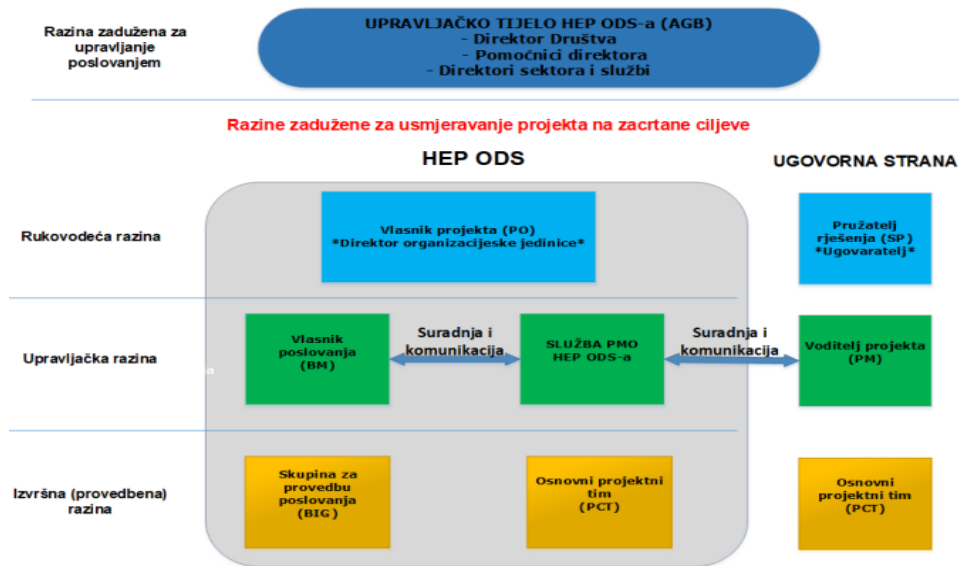 Razina zadužena za
upravljanje
poslovanjem
UPRAVLJAČKO TIJELO HEP ODS-a (AGB)
- Direktor Društva
- Pomoćnici direktora
- Direktori sektora i službi
Razine zadužene za usmjeravanje projekta na zacrtane ciljeve
HEP ODS
UGOVORNA STRANA
Rukovodeća razina
Vlasnik projekta (PO)
*Direktor organizacijeske jedinice*
Pružatelj
rješenja (SP)
*Ugovaratelj*
Upravljačka razina
Vlasnik
poslovanja
(BM)
Suradnja i
komunikacija
SLUŽBA PMO
HEP ODS-a
Suradnja i
komunikacija
Voditelj projekta
(PM)
Izvršna (provedbena)
razina
Skupina za
provedbu
poslovanja
(BIG)
Osnovni projektni
tim
(PCT)
Osnovni
projektni tim
(PCT)